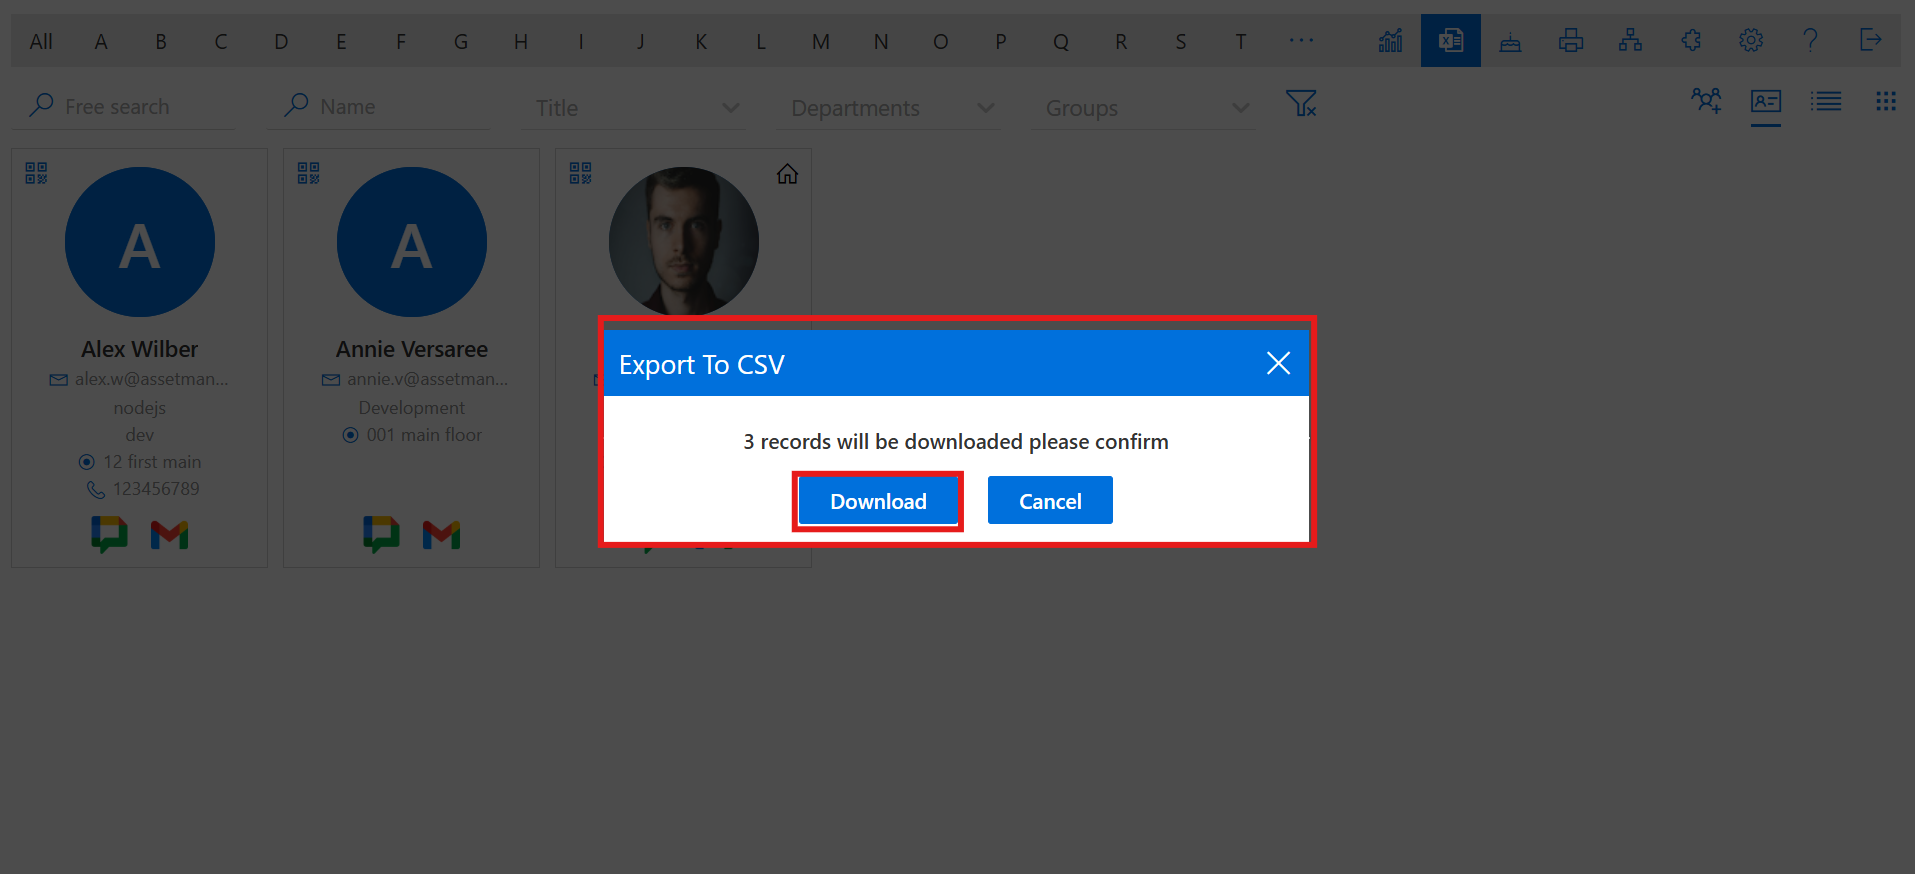 All A B C D E F G H I J K L M N O P Q R S T ...
Free search Name Title Departments Groups
A
Alex Wilber
alex.w@assetman...
nodejs
dev
12 first main
123456789
A
Annie Versaree
annie.v@assetman...
Development
001 main floor
Export To CSV
3 records will be downloaded please confirm
Download Cancel